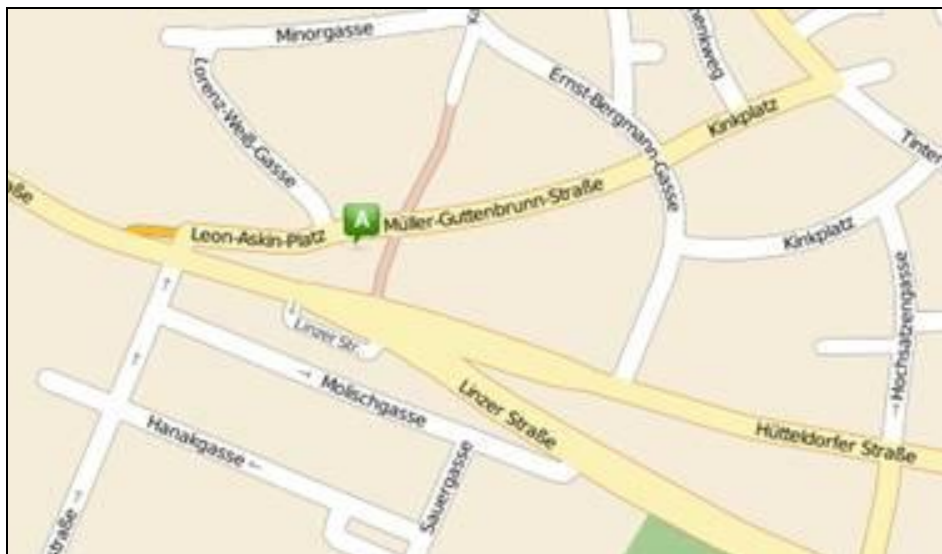 Minorgasse
Lorenz-Weiß-Gasse
Ernst-Bergmann-Gasse
Kinkplatz
Leon-Askin-Platz
A
Müller-Guttenbrunn-Straße
Kinkplatz
Hochsatzengasse
Linzer Str.
Molischgasse
Linzer Straße
Hütteldorfer Straße
Hanakgasse
Sauergasse